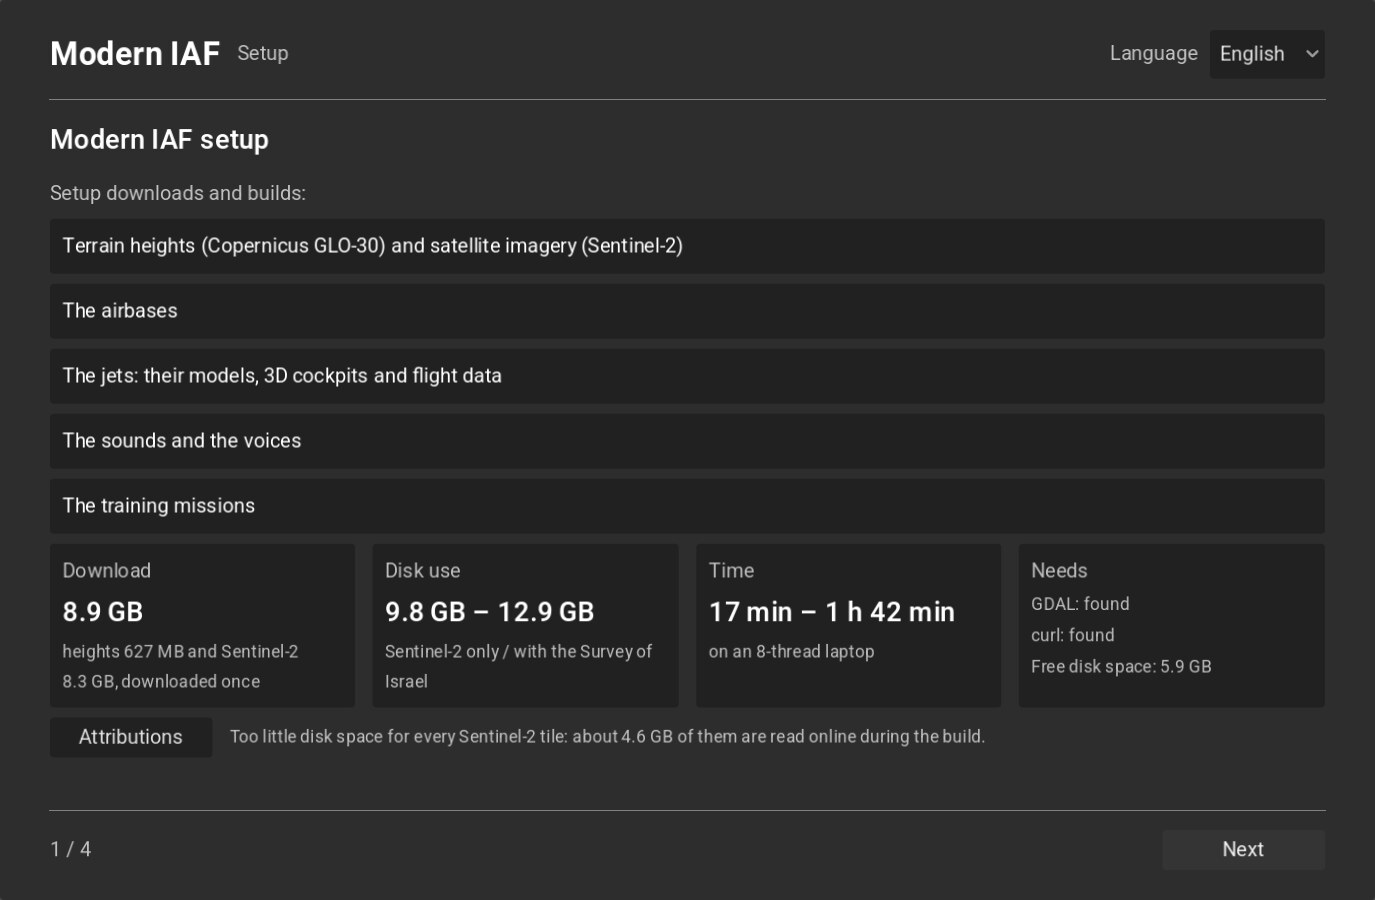 Modern IAF Setup
Language English
Modern IAF setup
Setup downloads and builds:
Terrain heights (Copernicus GLO-30) and satellite imagery (Sentinel-2)
The airbases
The jets: their models, 3D cockpits and flight data
The sounds and the voices
The training missions
Download
8.9 GB
heights 627 MB and Sentinel-2
8.3 GB, downloaded once
Disk use
9.8 GB – 12.9 GB
Sentinel-2 only / with the Survey of
Israel
Time
17 min – 1 h 42 min
on an 8-thread laptop
Needs
GDAL: found
curl: found
Free disk space: 5.9 GB
Attributions
Too little disk space for every Sentinel-2 tile: about 4.6 GB of them are read online during the build.
1 / 4
Next